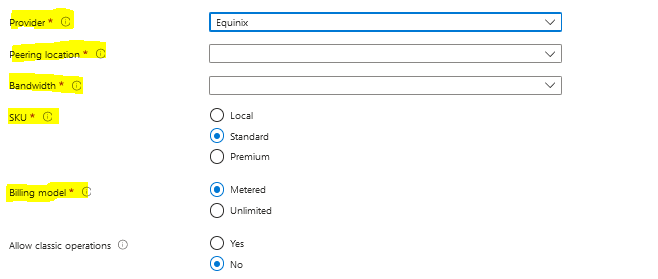 Provider * Equinix
Peering location *
Bandwidth *
SKU * Local
Standard
Premium
Billing model * Metered
Unlimited
Allow classic operations Yes
No